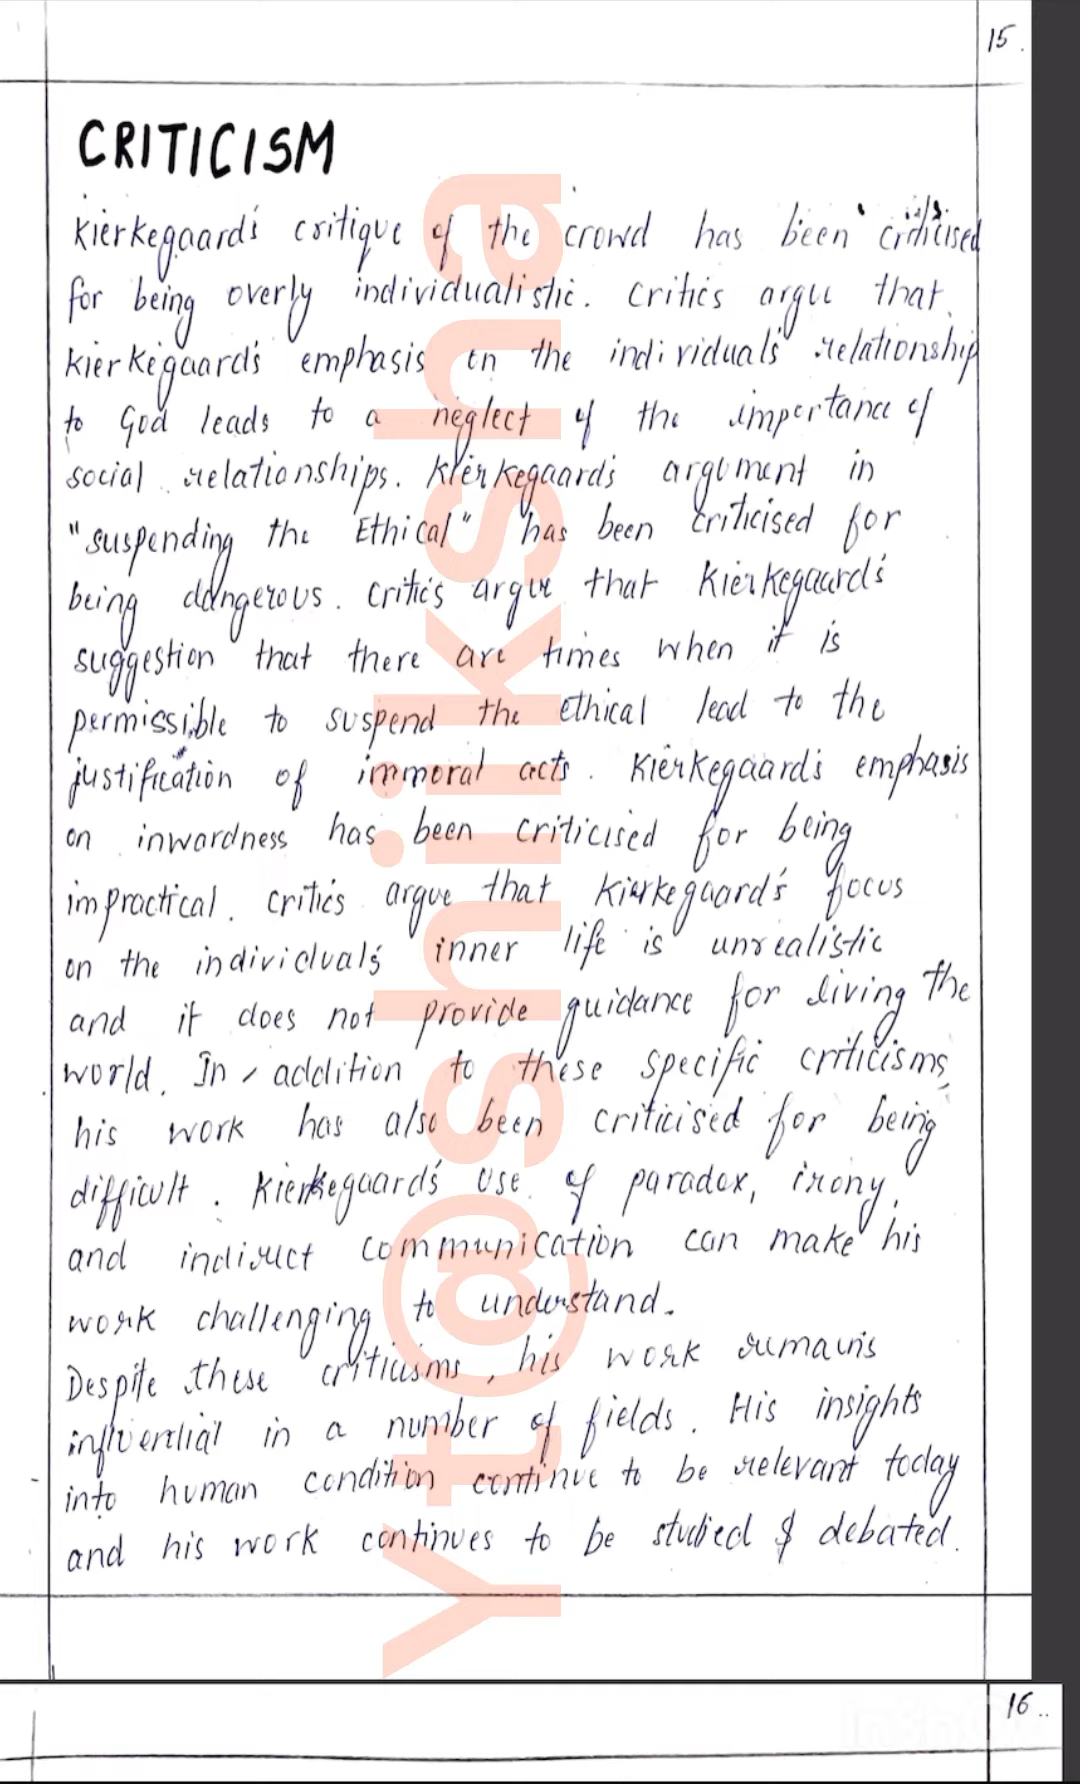 15.
CRITICISM
Kierkegaard's critique of the crowd has been criticised
for being overly individualistic. Critics argue that
Kierkegaard's emphasis on the individual's relationship
to God leads to a neglect of the importance of
social relationships. Kierkegaard's argument in
"suspending the Ethical" has been criticised for
being dangerous. Critics argue that Kierkegaard's
suggestion that there are times when it is
permissible to suspend the ethical lead to the
justification of immoral acts. Kierkegaard's emphasis
on inwardness has been criticised for being
impractical. Critics argue that Kierkegaard's focus
on the individual's inner life is unrealistic
and it does not provide guidance for living the
world. In addition to these specific criticisms,
his work has also been criticised for being
difficult. Kierkegaard's use of paradox, irony,
and indirect communication can make his
work challenging to understand.
Despite these criticisms, his work remains
influential in a number of fields. His insights
into human condition continue to be relevant today
and his work continues to be studied & debated.
Yt@shiiksha
16..